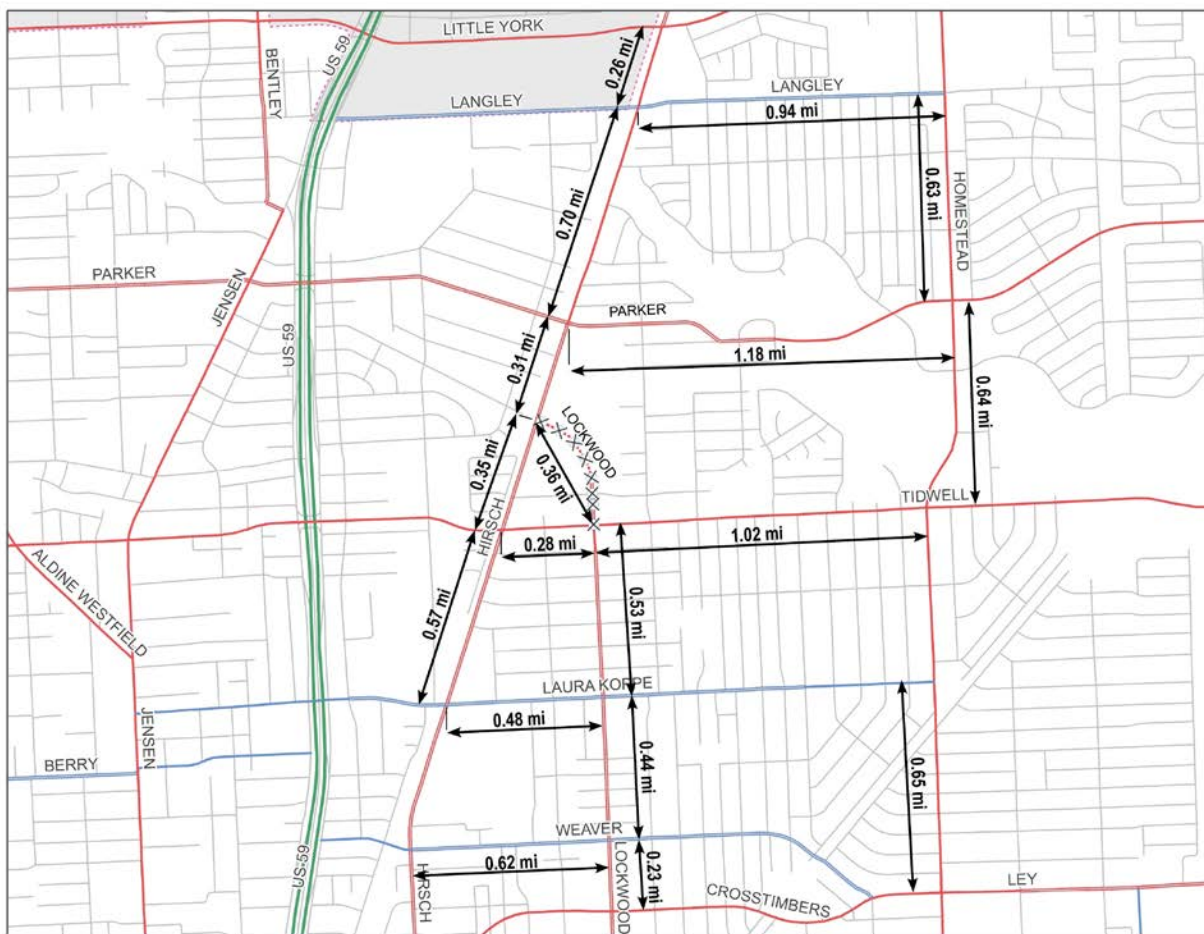 LITTLE YORK
US 59
BENTLEY
0.26 mi
LANGLEY
LANGLEY
0.94 mi
0.63 mi
HOMESTEAD
0.70 mi
PARKER
JENSEN
PARKER
US 59
0.31 mi
1.18 mi
0.64 mi
LOCKWOOD
0.36 mi
0.35 mi
HIRSCH
TIDWELL
0.28 mi
1.02 mi
ALDINE WESTFIELD
0.57 mi
0.53 mi
LAURA KOPPE
JENSEN
0.48 mi
0.44 mi
0.65 mi
BERRY
WEAVER
0.62 mi
0.23 mi
US 59
HIRSCH
LOCKWOOD
CROSSTIMBERS
LEY